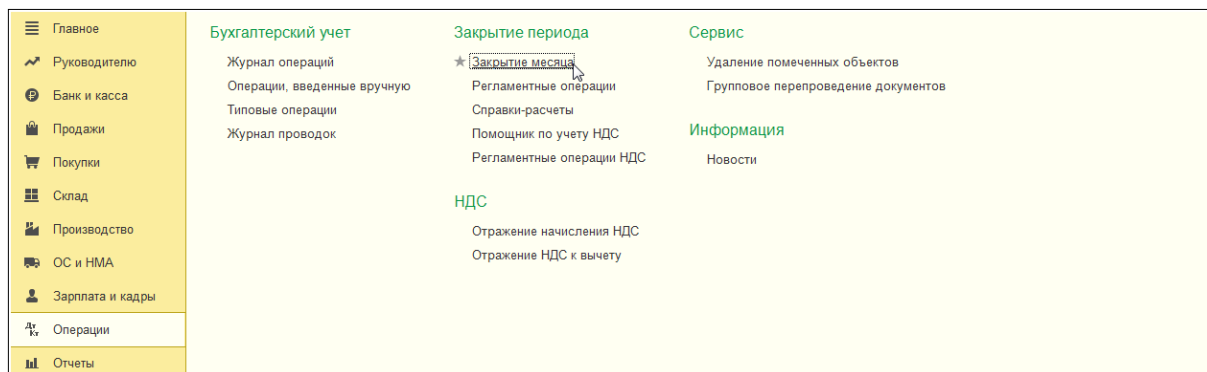 Главное
Руководителю
Банк и касса
Продажи
Покупки
Склад
Производство
ОС и НМА
Зарплата и кадры
Дт Кт Операции
Отчеты
Бухгалтерский учет
Журнал операций
Операции, введенные вручную
Типовые операции
Журнал проводок
Закрытие периода
Закрытие месяца
Регламентные операции
Справки-расчеты
Помощник по учету НДС
Регламентные операции НДС
НДС
Отражение начисления НДС
Отражение НДС к вычету
Сервис
Удаление помеченных объектов
Групповое перепроведение документов
Информация
Новости